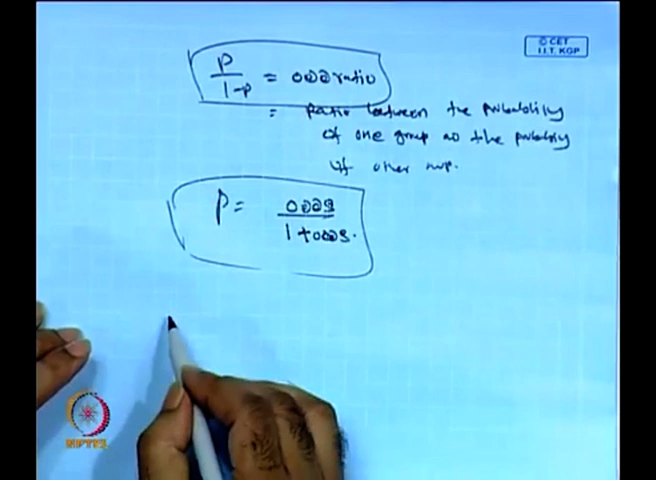 © CET
I.I.T. KGP
P
1-p = odd ratio
= Ratio between the probability
of one group to the probability
of other
P = odds
1 + odds.
NPTEL